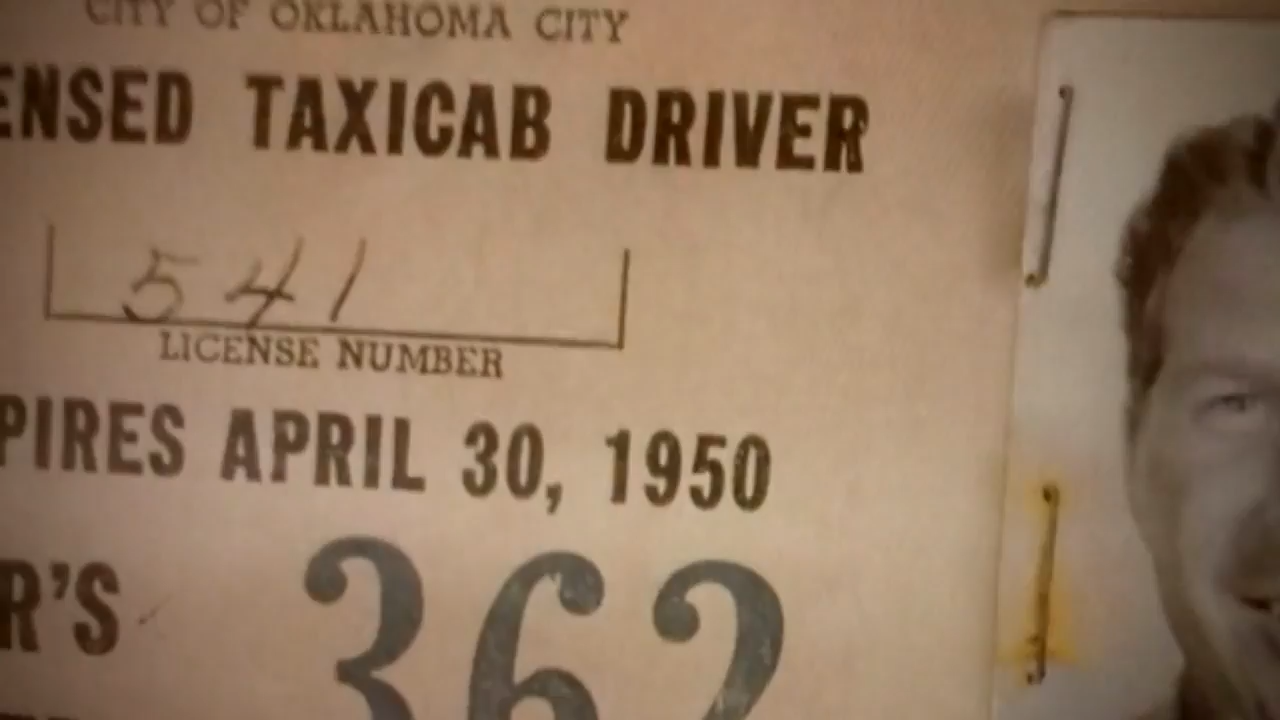 CITY OF OKLAHOMA CITY
ENSED TAXICAB DRIVER
541
LICENSE NUMBER
PIRES APRIL 30, 1950
R'S 362